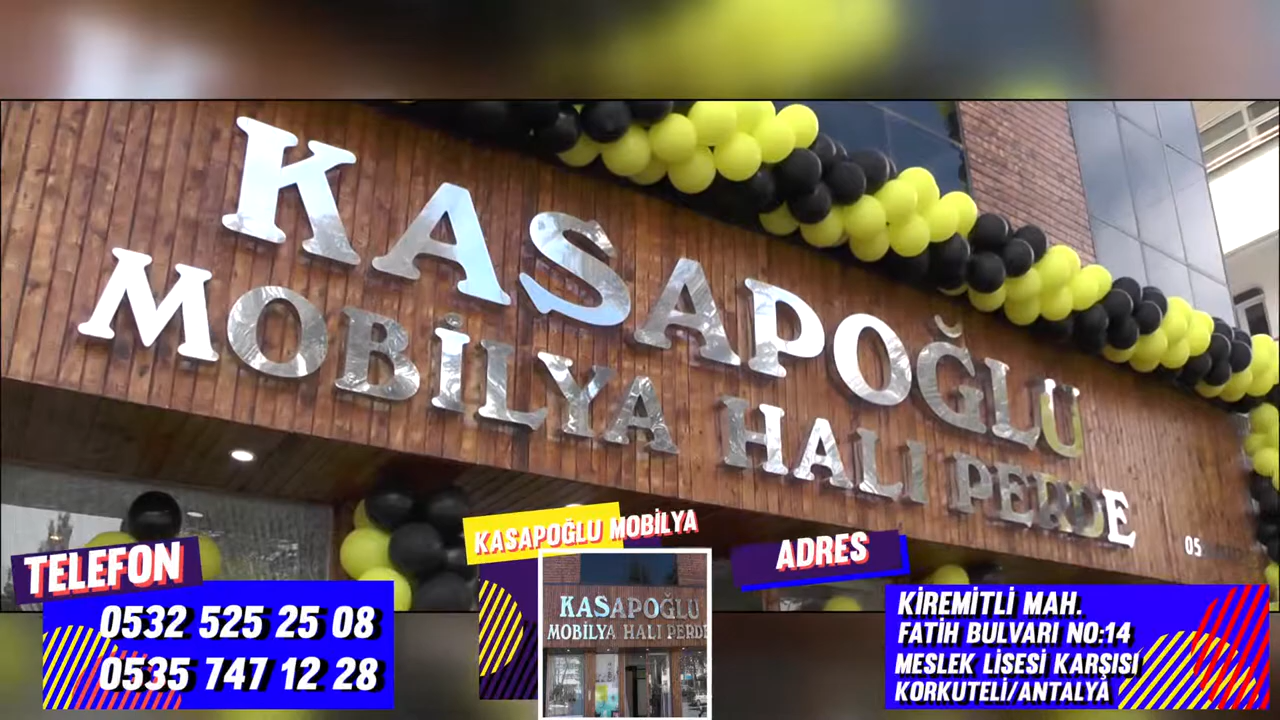 KASAPOĞLU
MOBİLYA HALI PERDE
05
TELEFON
0532 525 25 08
0535 747 12 28
KASAPOĞLU MOBİLYA
KASAPOĞLU
MOBİLYA HALI PERDE
ADRES
KİREMİTLİ MAH.
FATİH BULVARI NO:14
MESLEK LİSESİ KARŞISI
KORKUTELİ/ANTALYA